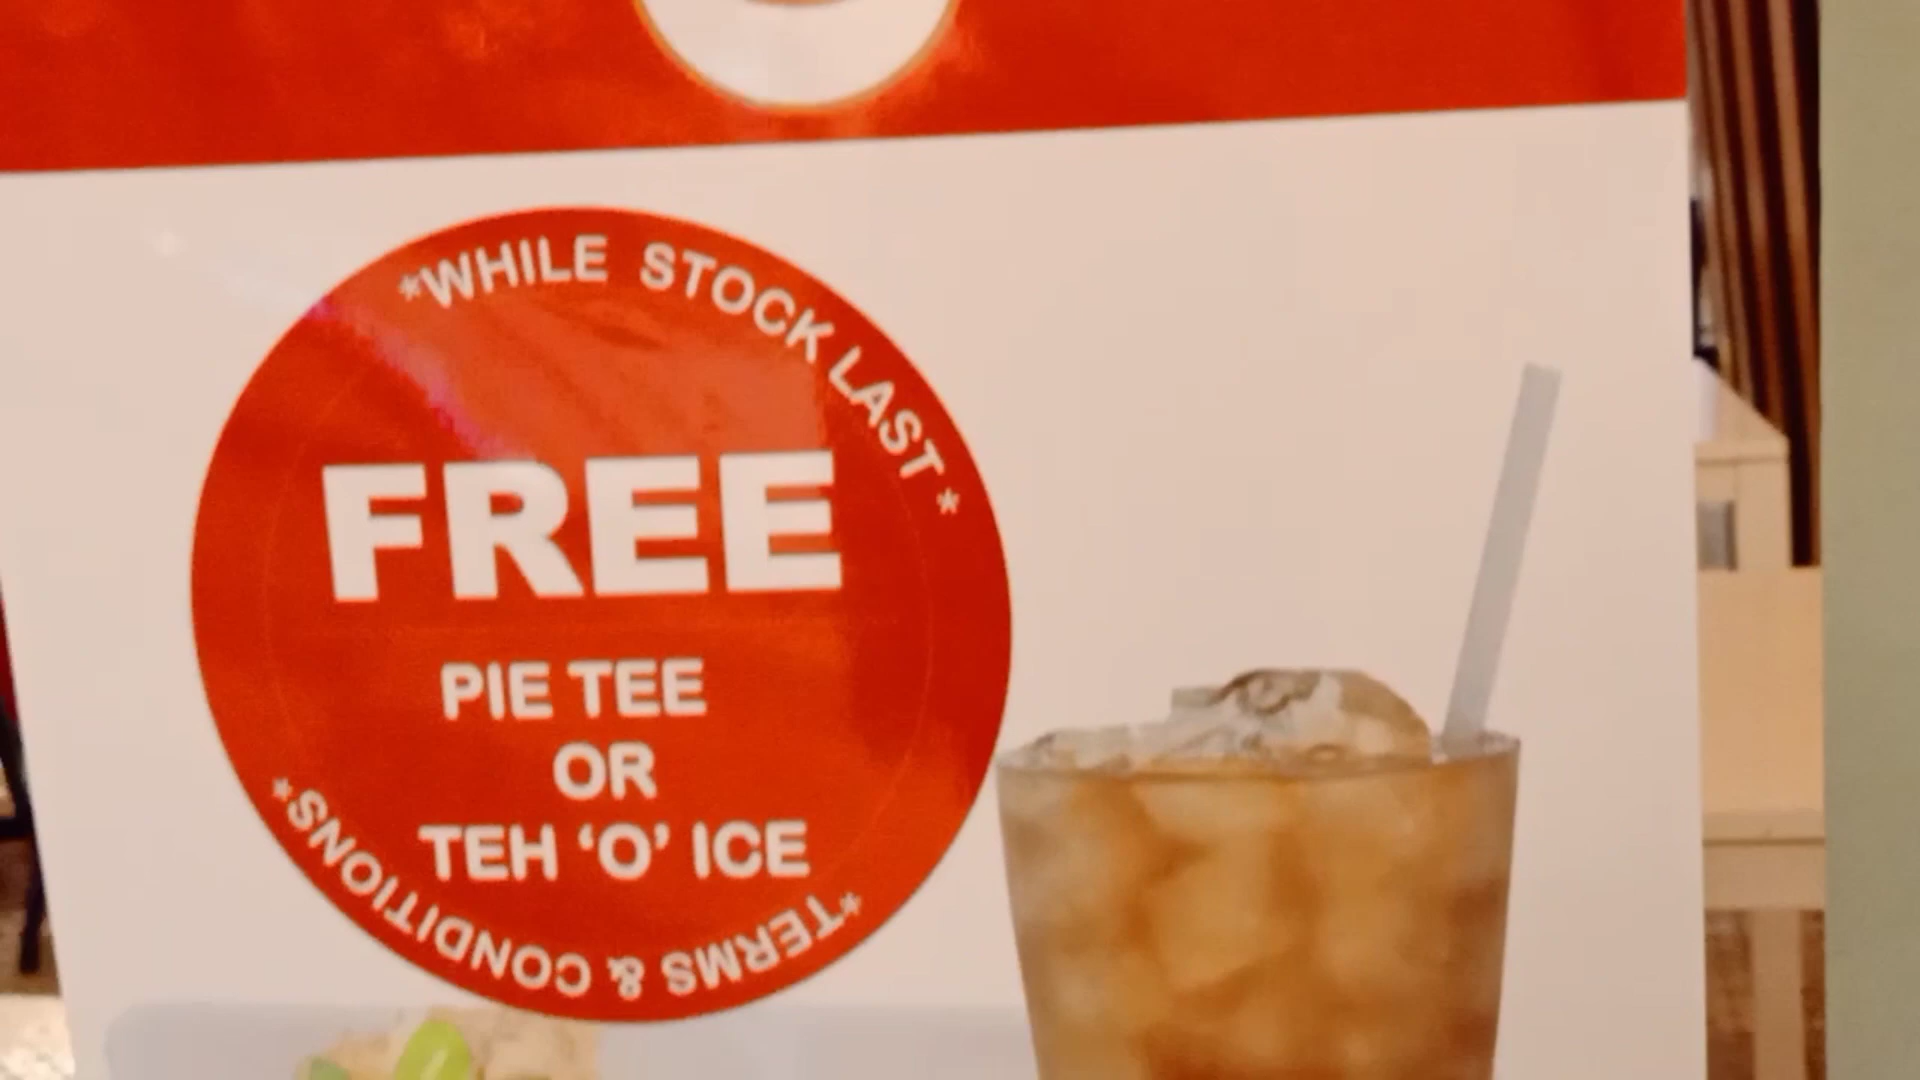 *WHILE STOCK LAST*
FREE
PIE TEE
OR
TEH ‘O’ ICE
*TERMS & CONDITIONS*